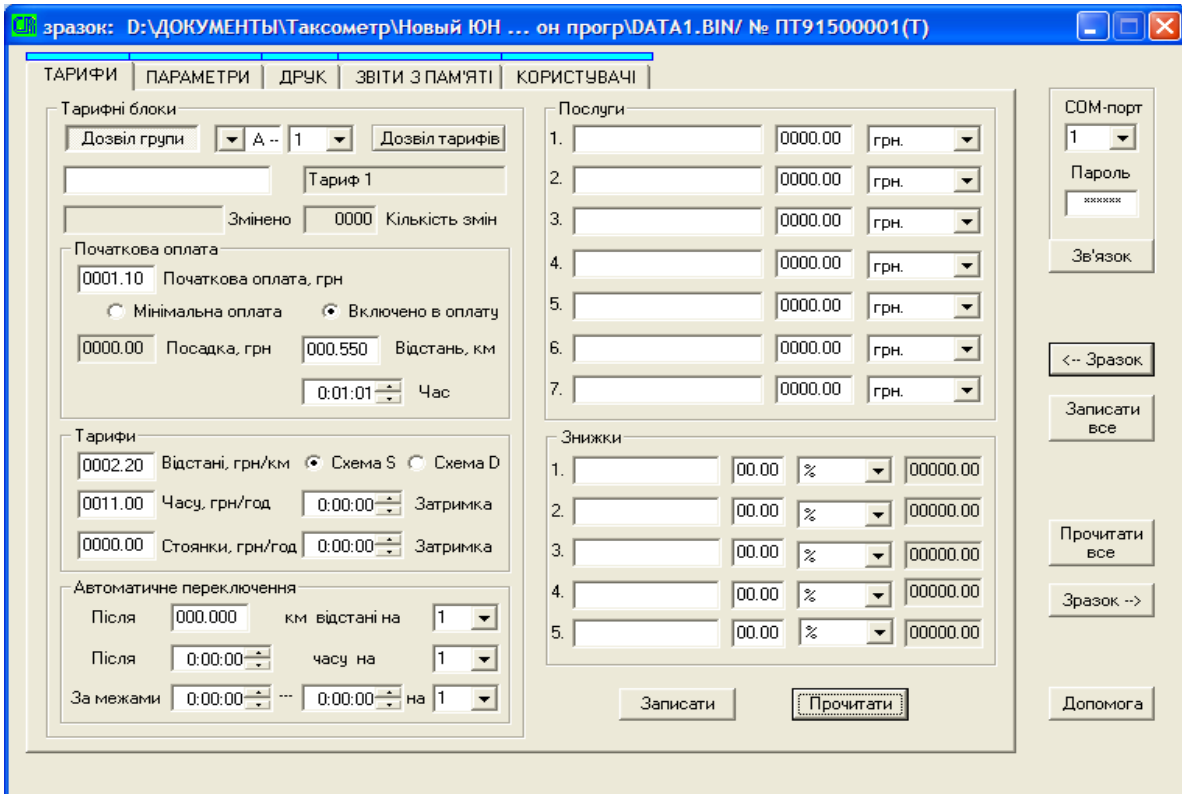 зразок: D:\ДОКУМЕНТЫ\Таксометр\Новый ЮН ... он прогр\DATA1.BIN/ № ПТ91500001(Т)
ТАРИФИ ПАРАМЕТРИ ДРУК ЗВІТИ З ПАМ'ЯТІ КОРИСТУВАЧІ
Тарифні блоки
Дозвіл групи А -- 1 Дозвіл тарифів
Тариф 1
Змінено 0000 Кількість змін
Початкова оплата
0001.10 Початкова оплата, грн
Мінімальна оплата Включено в оплату
0000.00 Посадка, грн 000.550 Відстань, км
0:01:01 Час
Тарифи
0002.20 Відстані, грн/км Схема S Схема D
0011.00 Часу, грн/год 0:00:00 Затримка
0000.00 Стоянки, грн/год 0:00:00 Затримка
Автоматичне переключення
Після 000.000 км відстані на 1
Після 0:00:00 часу на 1
За межами 0:00:00 --- 0:00:00 на 1
Послуги
1. 0000.00 грн.
2. 0000.00 грн.
3. 0000.00 грн.
4. 0000.00 грн.
5. 0000.00 грн.
6. 0000.00 грн.
7. 0000.00 грн.
Знижки
1. 00.00 % 00000.00
2. 00.00 % 00000.00
3. 00.00 % 00000.00
4. 00.00 % 00000.00
5. 00.00 % 00000.00
Записати Прочитати
COM-порт
1
Пароль
xxxxxx
Зв'язок
<-- Зразок
Записати
все
Прочитати
все
Зразок -->
Допомога